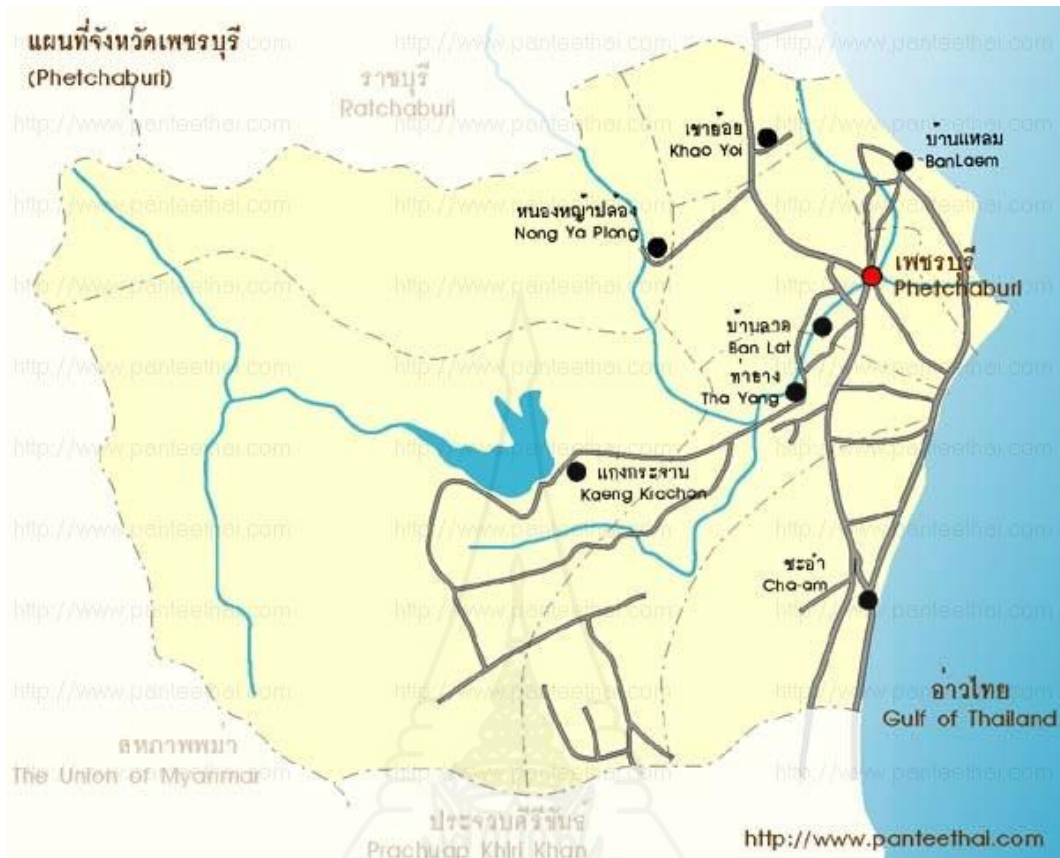 แผนที่จังหวัดเพชรบุรี
(Phetchaburi)
ราชบุรี
Ratchaburi
เขาย้อย
Khao Yoi
บ้านแหลม
BanLaem
หนองหญ้าปล้อง
Nong Ya Plong
เพชรบุรี
Phetchaburi
บ้านลาด
Ban Lat
ท่ายาง
Tha Yang
แกงกระจาน
Kaeng Krachan
ชะอำ
Cha-am
อ่าวไทย
Gulf of Thailand
สหภาพพม่า
The Union of Myanmar
ประจวบคีรีขันธ์
Prachuap Khiri Khan
http://www.panteethai.com